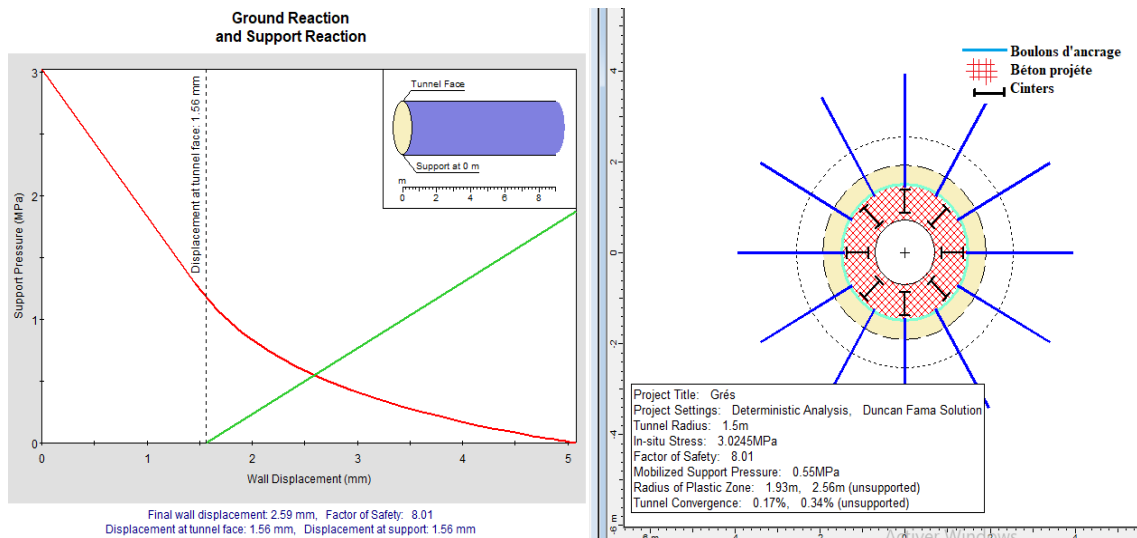 Ground Reaction
and Support Reaction
Support Pressure (MPa)
3
2
1
0
Displacement at tunnel face: 1.56 mm
Tunnel Face
Support at 0 m
m
0 2 4 6 8
0 1 2 3 4 5
Wall Displacement (mm)
Final wall displacement: 2.59 mm, Factor of Safety: 8.01
Displacement at tunnel face: 1.56 mm, Displacement at support: 1.56 mm
Boulons d'ancrage
Béton projéte
Cinters
4
2
0
-2
-4
-6 m
Project Title: Grés
Project Settings: Deterministic Analysis, Duncan Fama Solution
Tunnel Radius: 1.5m
In-situ Stress: 3.0245MPa
Factor of Safety: 8.01
Mobilized Support Pressure: 0.55MPa
Radius of Plastic Zone: 1.93m, 2.56m (unsupported)
Tunnel Convergence: 0.17%, 0.34% (unsupported)
Activer Windows